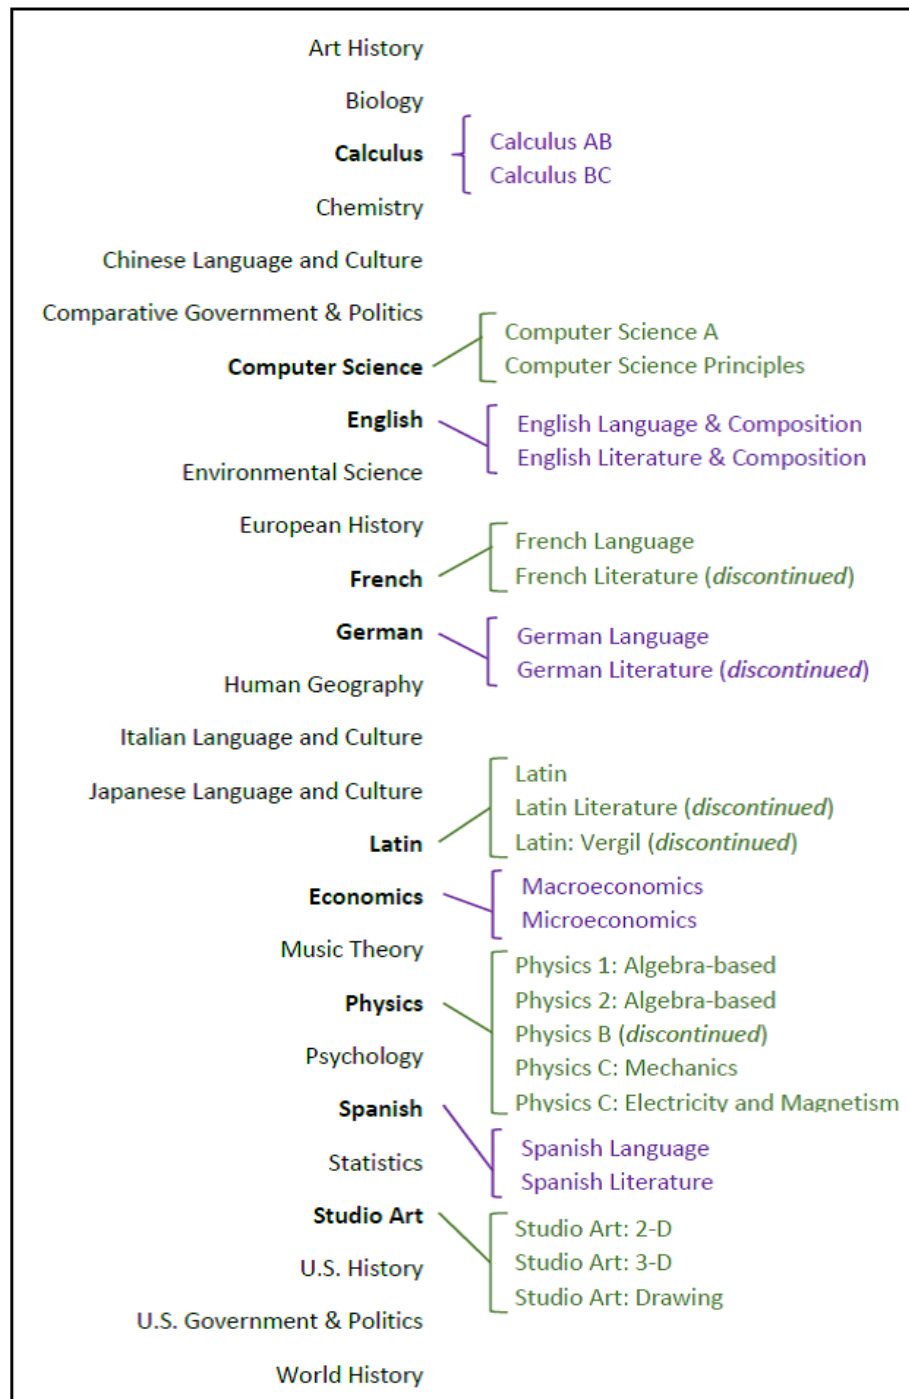 Art History
Biology
Calculus
Calculus AB
Calculus BC
Chemistry
Chinese Language and Culture
Comparative Government & Politics
Computer Science
Computer Science A
Computer Science Principles
English
English Language & Composition
English Literature & Composition
Environmental Science
European History
French
French Language
French Literature (discontinued)
German
German Language
German Literature (discontinued)
Human Geography
Italian Language and Culture
Japanese Language and Culture
Latin
Latin
Latin Literature (discontinued)
Latin: Vergil (discontinued)
Economics
Macroeconomics
Microeconomics
Music Theory
Physics
Physics 1: Algebra-based
Physics 2: Algebra-based
Physics B (discontinued)
Physics C: Mechanics
Physics C: Electricity and Magnetism
Psychology
Spanish
Spanish Language
Spanish Literature
Statistics
Studio Art
Studio Art: 2-D
Studio Art: 3-D
Studio Art: Drawing
U.S. History
U.S. Government & Politics
World History